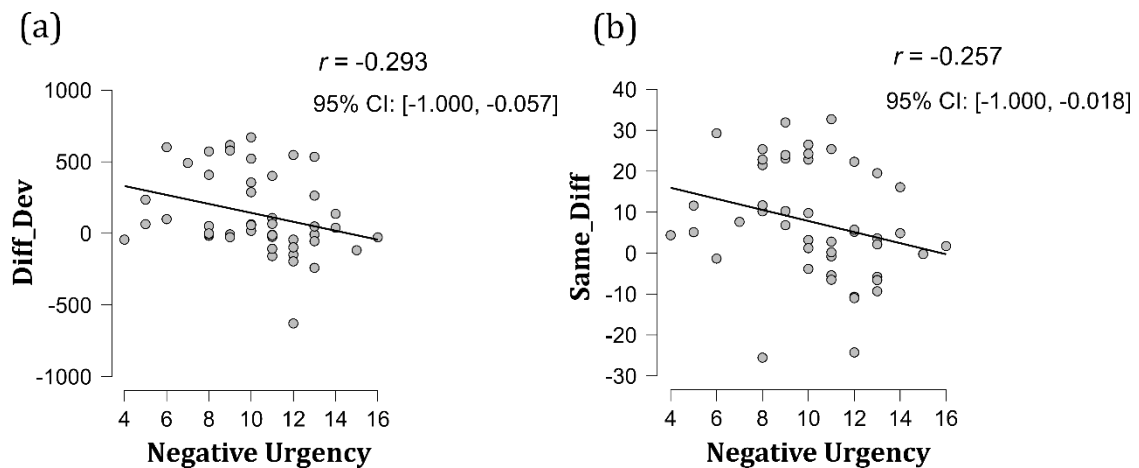 (a)
r = -0.293
95% CI: [-1.000, -0.057]
1000
500
0
-500
-1000
Diff_Dev
4 6 8 10 12 14 16
Negative Urgency
(b)
r = -0.257
95% CI: [-1.000, -0.018]
40
30
20
10
0
-10
-20
-30
Same_Diff
4 6 8 10 12 14 16
Negative Urgency